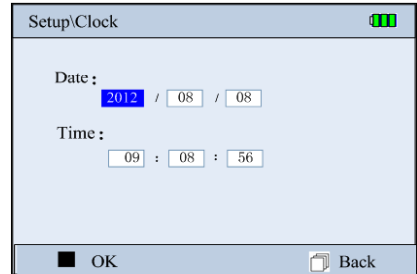 Setup\Clock
Date:
2012 / 08 / 08
Time:
09 : 08 : 56
OK Back